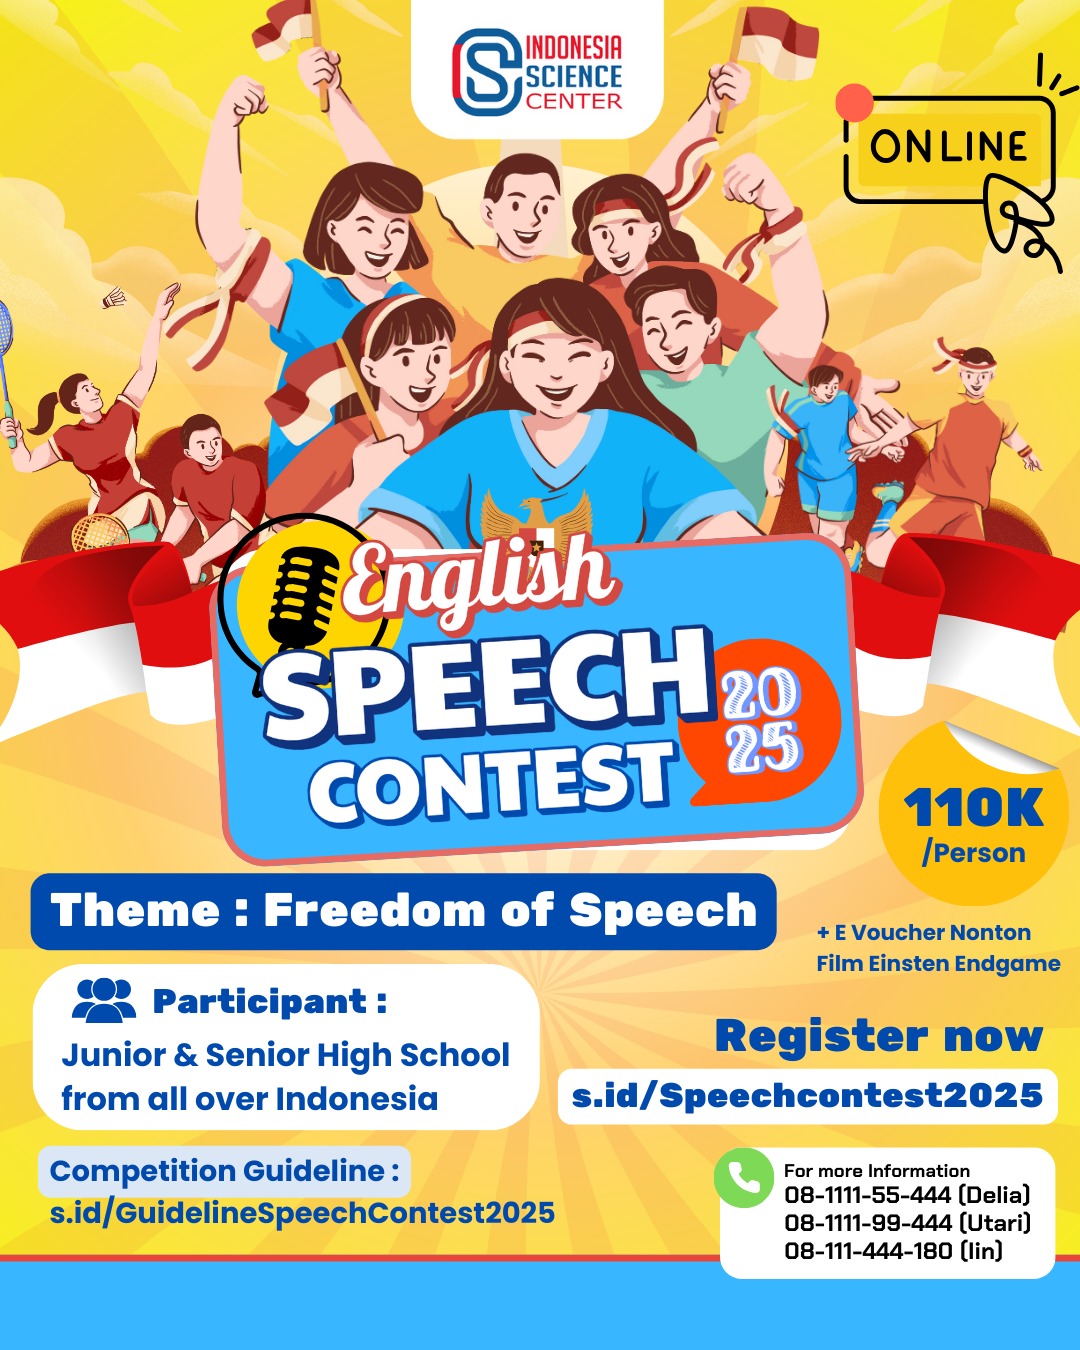 INDONESIA
SCIENCE
CENTER
ONLINE
English
SPEECH
CONTEST
20
25
110K
/Person
+ E Voucher Nonton
Film Einsten Endgame
Theme : Freedom of Speech
Participant :
Junior & Senior High School
from all over Indonesia
Register now
s.id/Speechcontest2025
Competition Guideline :
s.id/GuidelineSpeechContest2025
For more Information
08-1111-55-444 (Delia)
08-1111-99-444 (Utari)
08-111-444-180 (Iin)